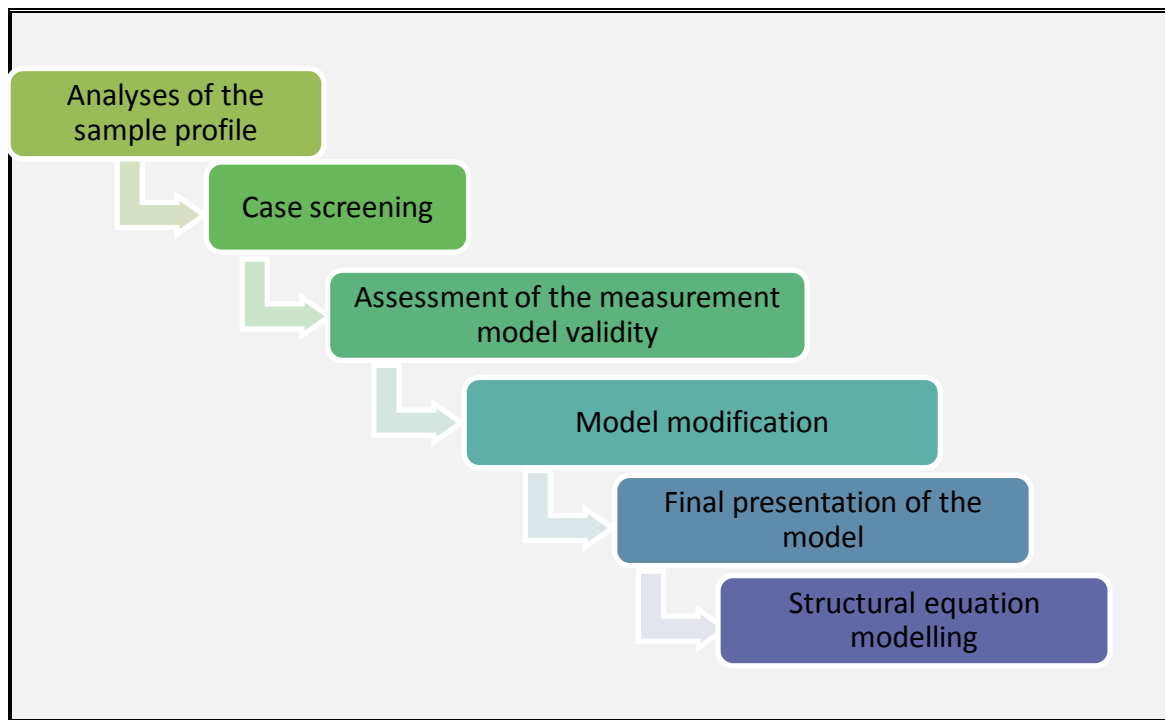 Analyses of the
sample profile
Case screening
Assessment of the measurement
model validity
Model modification
Final presentation of the
model
Structural equation
modelling